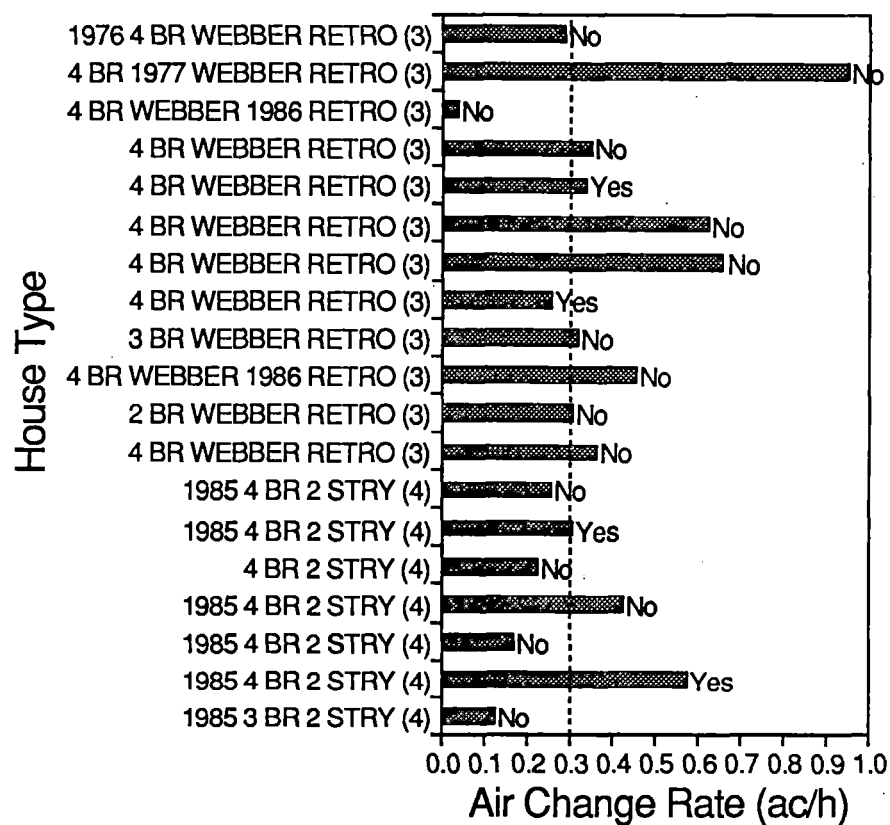 House Type
1976 4 BR WEBBER RETRO (3) No
4 BR 1977 WEBBER RETRO (3) No
4 BR WEBBER 1986 RETRO (3) No
4 BR WEBBER RETRO (3) No
4 BR WEBBER RETRO (3) Yes
4 BR WEBBER RETRO (3) No
4 BR WEBBER RETRO (3) No
4 BR WEBBER RETRO (3) Yes
3 BR WEBBER RETRO (3) No
4 BR WEBBER 1986 RETRO (3) No
2 BR WEBBER RETRO (3) No
4 BR WEBBER RETRO (3) No
1985 4 BR 2 STRY (4) No
1985 4 BR 2 STRY (4) Yes
4 BR 2 STRY (4) No
1985 4 BR 2 STRY (4) No
1985 4 BR 2 STRY (4) No
1985 4 BR 2 STRY (4) Yes
1985 3 BR 2 STRY (4) No
0.0 0.1 0.2 0.3 0.4 0.5 0.6 0.7 0.8 0.9 1.0
Air Change Rate (ac/h)